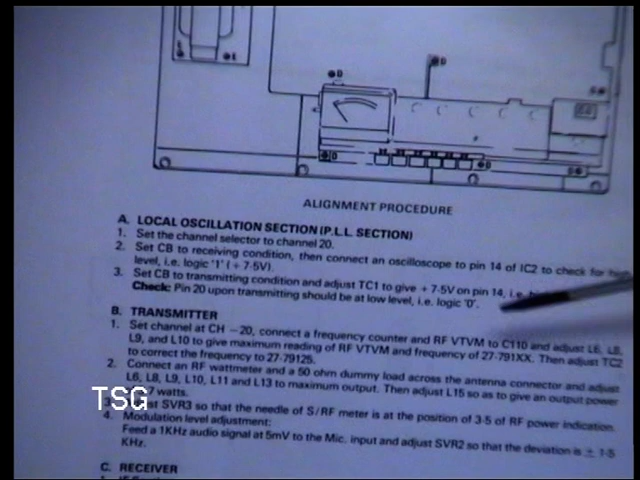 ALIGNMENT PROCEDURE
A. LOCAL OSCILLATION SECTION (P.L.L. SECTION)
1. Set the channel selector to channel 20.
2. Set CB to receiving condition, then connect an oscilloscope to pin 14 of IC2 to check for high
level, i.e. logic '1' (+ 7·5V).
3. Set CB to transmitting condition and adjust TC1 to give + 7·5V on pin 14, i.e.
Check: Pin 20 upon transmitting should be at low level, i.e. logic '0'.
B. TRANSMITTER
1. Set channel at CH – 20, connect a frequency counter and RF VTVM to C110 and adjust L6, L8,
L9, and L10 to give maximum reading of RF VTVM and frequency of 27·791XX. Then adjust TC2
to correct the frequency to 27·79125.
2. Connect an RF wattmeter and a 50 ohm dummy load across the antenna connector and adjust
L6, L8, L9, L10, L11 and L13 to maximum output. Then adjust L15 so as to give an output power
watts.
TSG
3. SVR3 so that the needle of S/RF meter is at the position of 3·5 of RF power indication.
4. Modulation level adjustment:
Feed a 1KHz audio signal at 5mV to the Mic. input and adjust SVR2 so that the deviation is ± 1·5
KHz.
C. RECEIVER